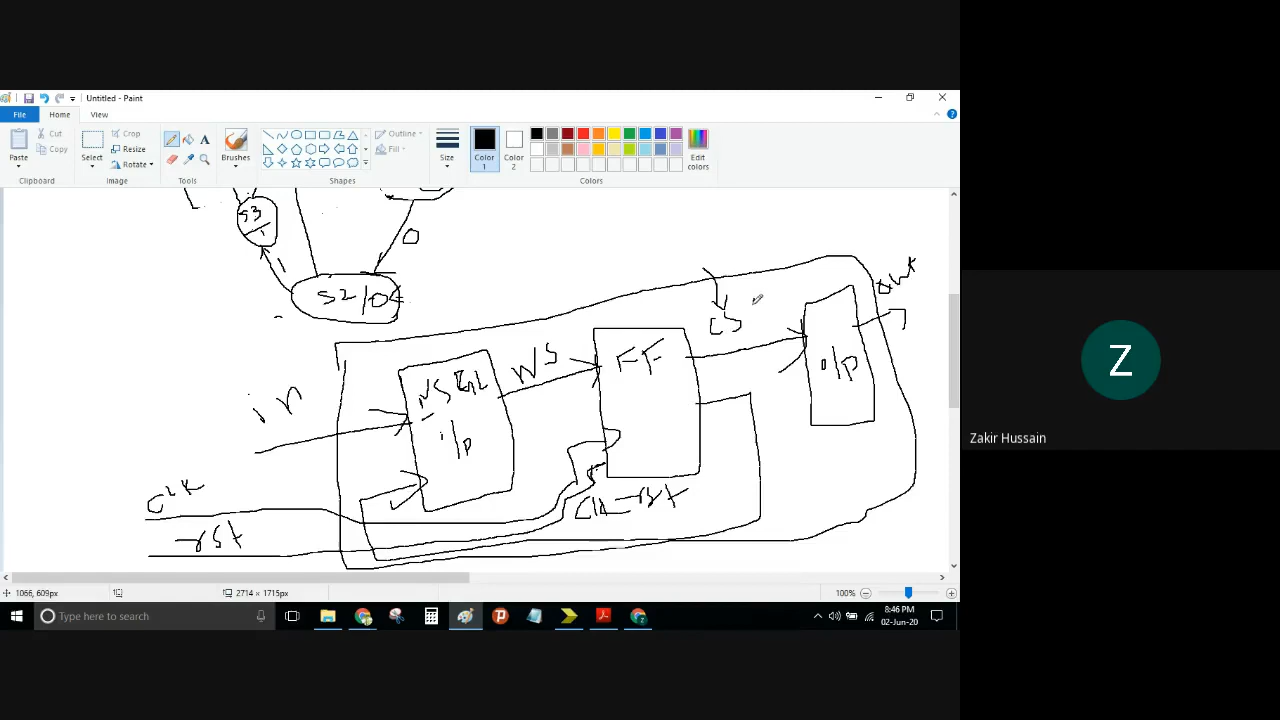 Untitled - Paint
File Home View
Cut
Copy
Paste
Clipboard
Crop
Resize
Rotate
Select
Image
Tools
Brushes
Outline
Fill
Shapes
Size
Color 1
Color 2
Edit colors
Colors
S3/1
0
1
S2/0
in
NS
i/p
NS
FF
CS
o/p
out
clk
rst
clk rst
1066, 609px
2714 × 1715px
100%
Type here to search
8:46 PM
02-Jun-20
Z
Zakir Hussain